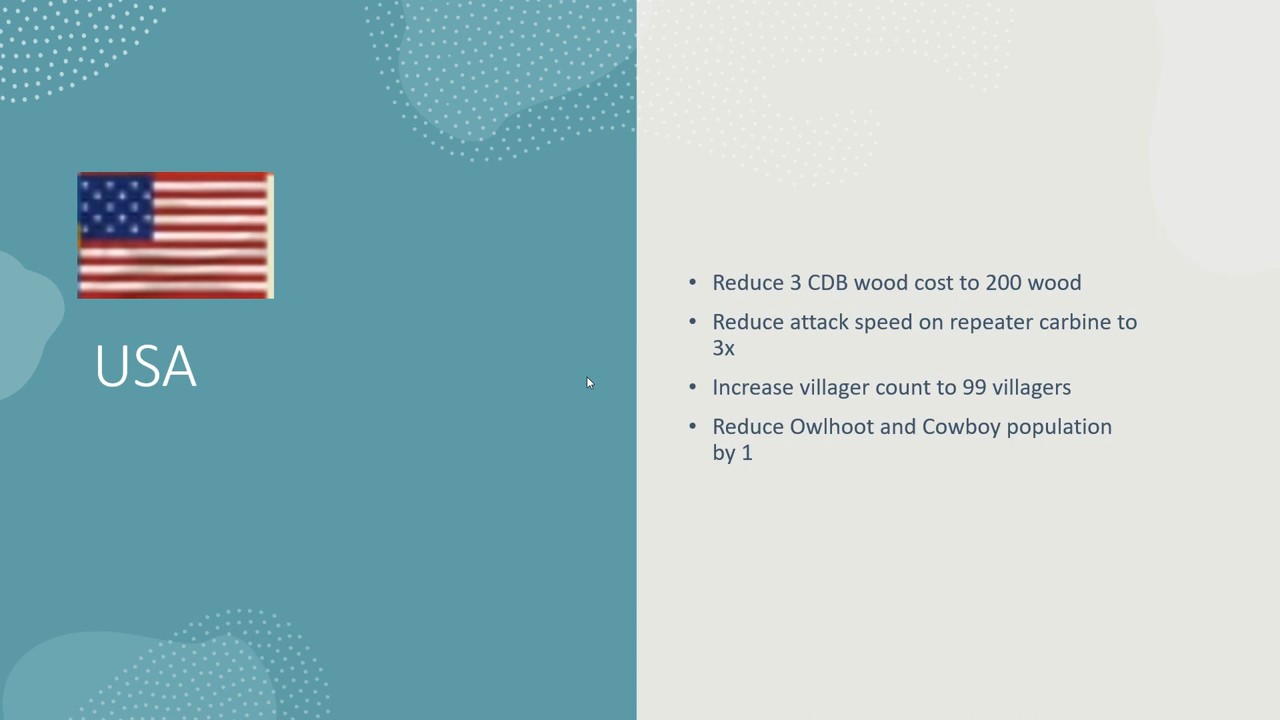 USA
• Reduce 3 CDB wood cost to 200 wood
• Reduce attack speed on repeater carbine to
3x
• Increase villager count to 99 villagers
• Reduce Owlhoot and Cowboy population
by 1